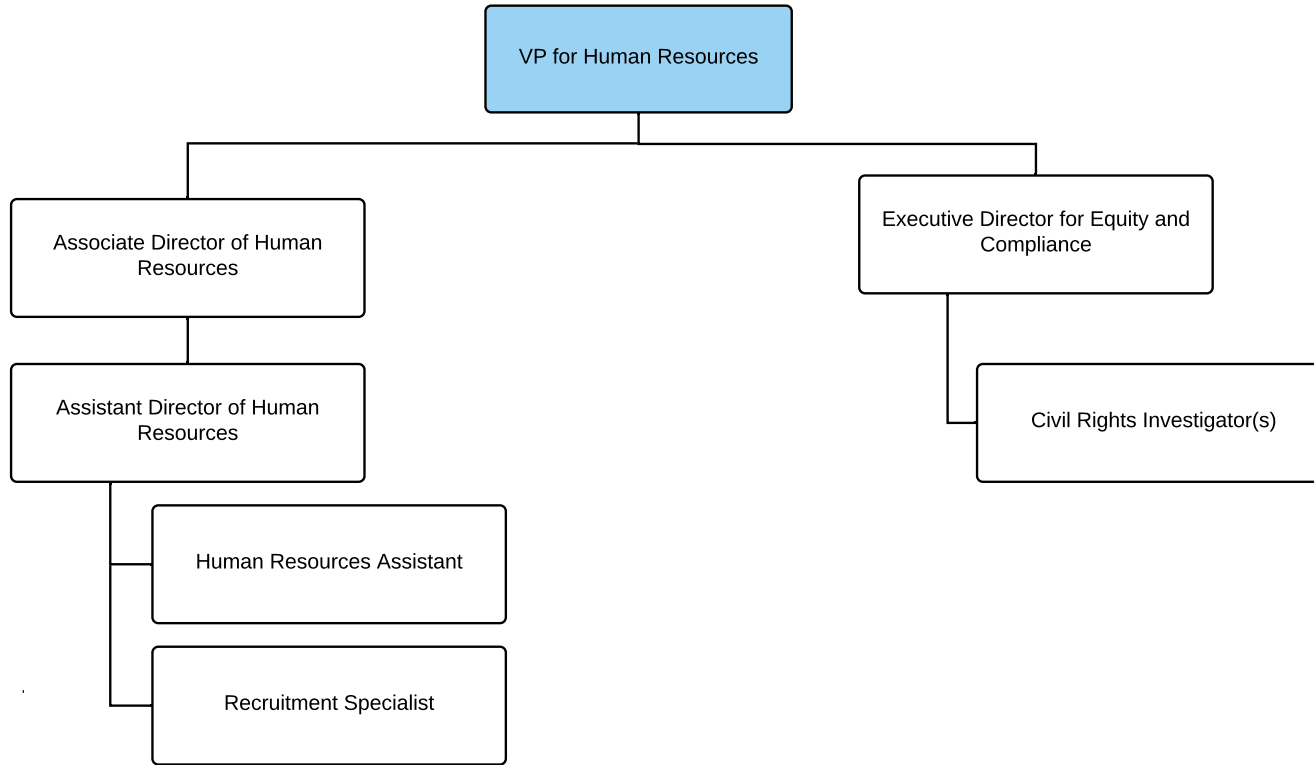 VP for Human Resources
Associate Director of Human
Resources
Executive Director for Equity and
Compliance
Assistant Director of Human
Resources
Civil Rights Investigator(s)
Human Resources Assistant
Recruitment Specialist